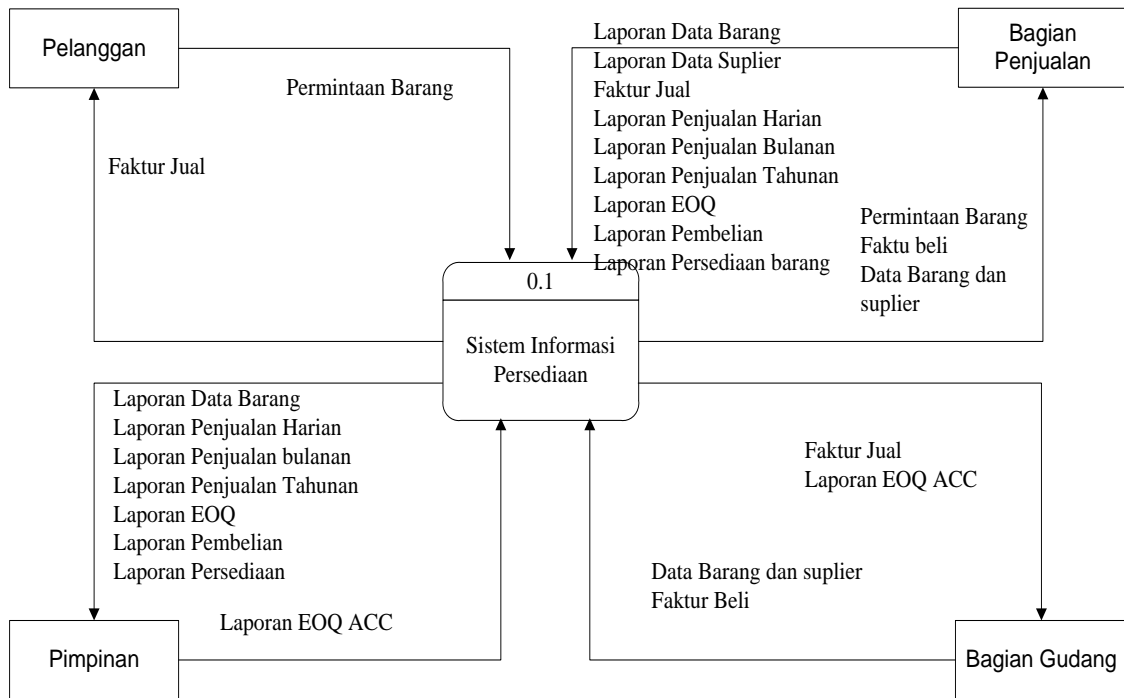 Pelanggan
Permintaan Barang
Faktur Jual
Laporan Data Barang
Laporan Data Suplier
Faktur Jual
Laporan Penjualan Harian
Laporan Penjualan Bulanan
Laporan Penjualan Tahunan
Laporan EOQ
Laporan Pembelian
Laporan Persediaan barang
Bagian
Penjualan
Permintaan Barang
Faktu beli
Data Barang dan
suplier
0.1
Sistem Informasi
Persediaan
Laporan Data Barang
Laporan Penjualan Harian
Laporan Penjualan bulanan
Laporan Penjualan Tahunan
Laporan EOQ
Laporan Pembelian
Laporan Persediaan
Laporan EOQ ACC
Pimpinan
Faktur Jual
Laporan EOQ ACC
Data Barang dan suplier
Faktur Beli
Bagian Gudang